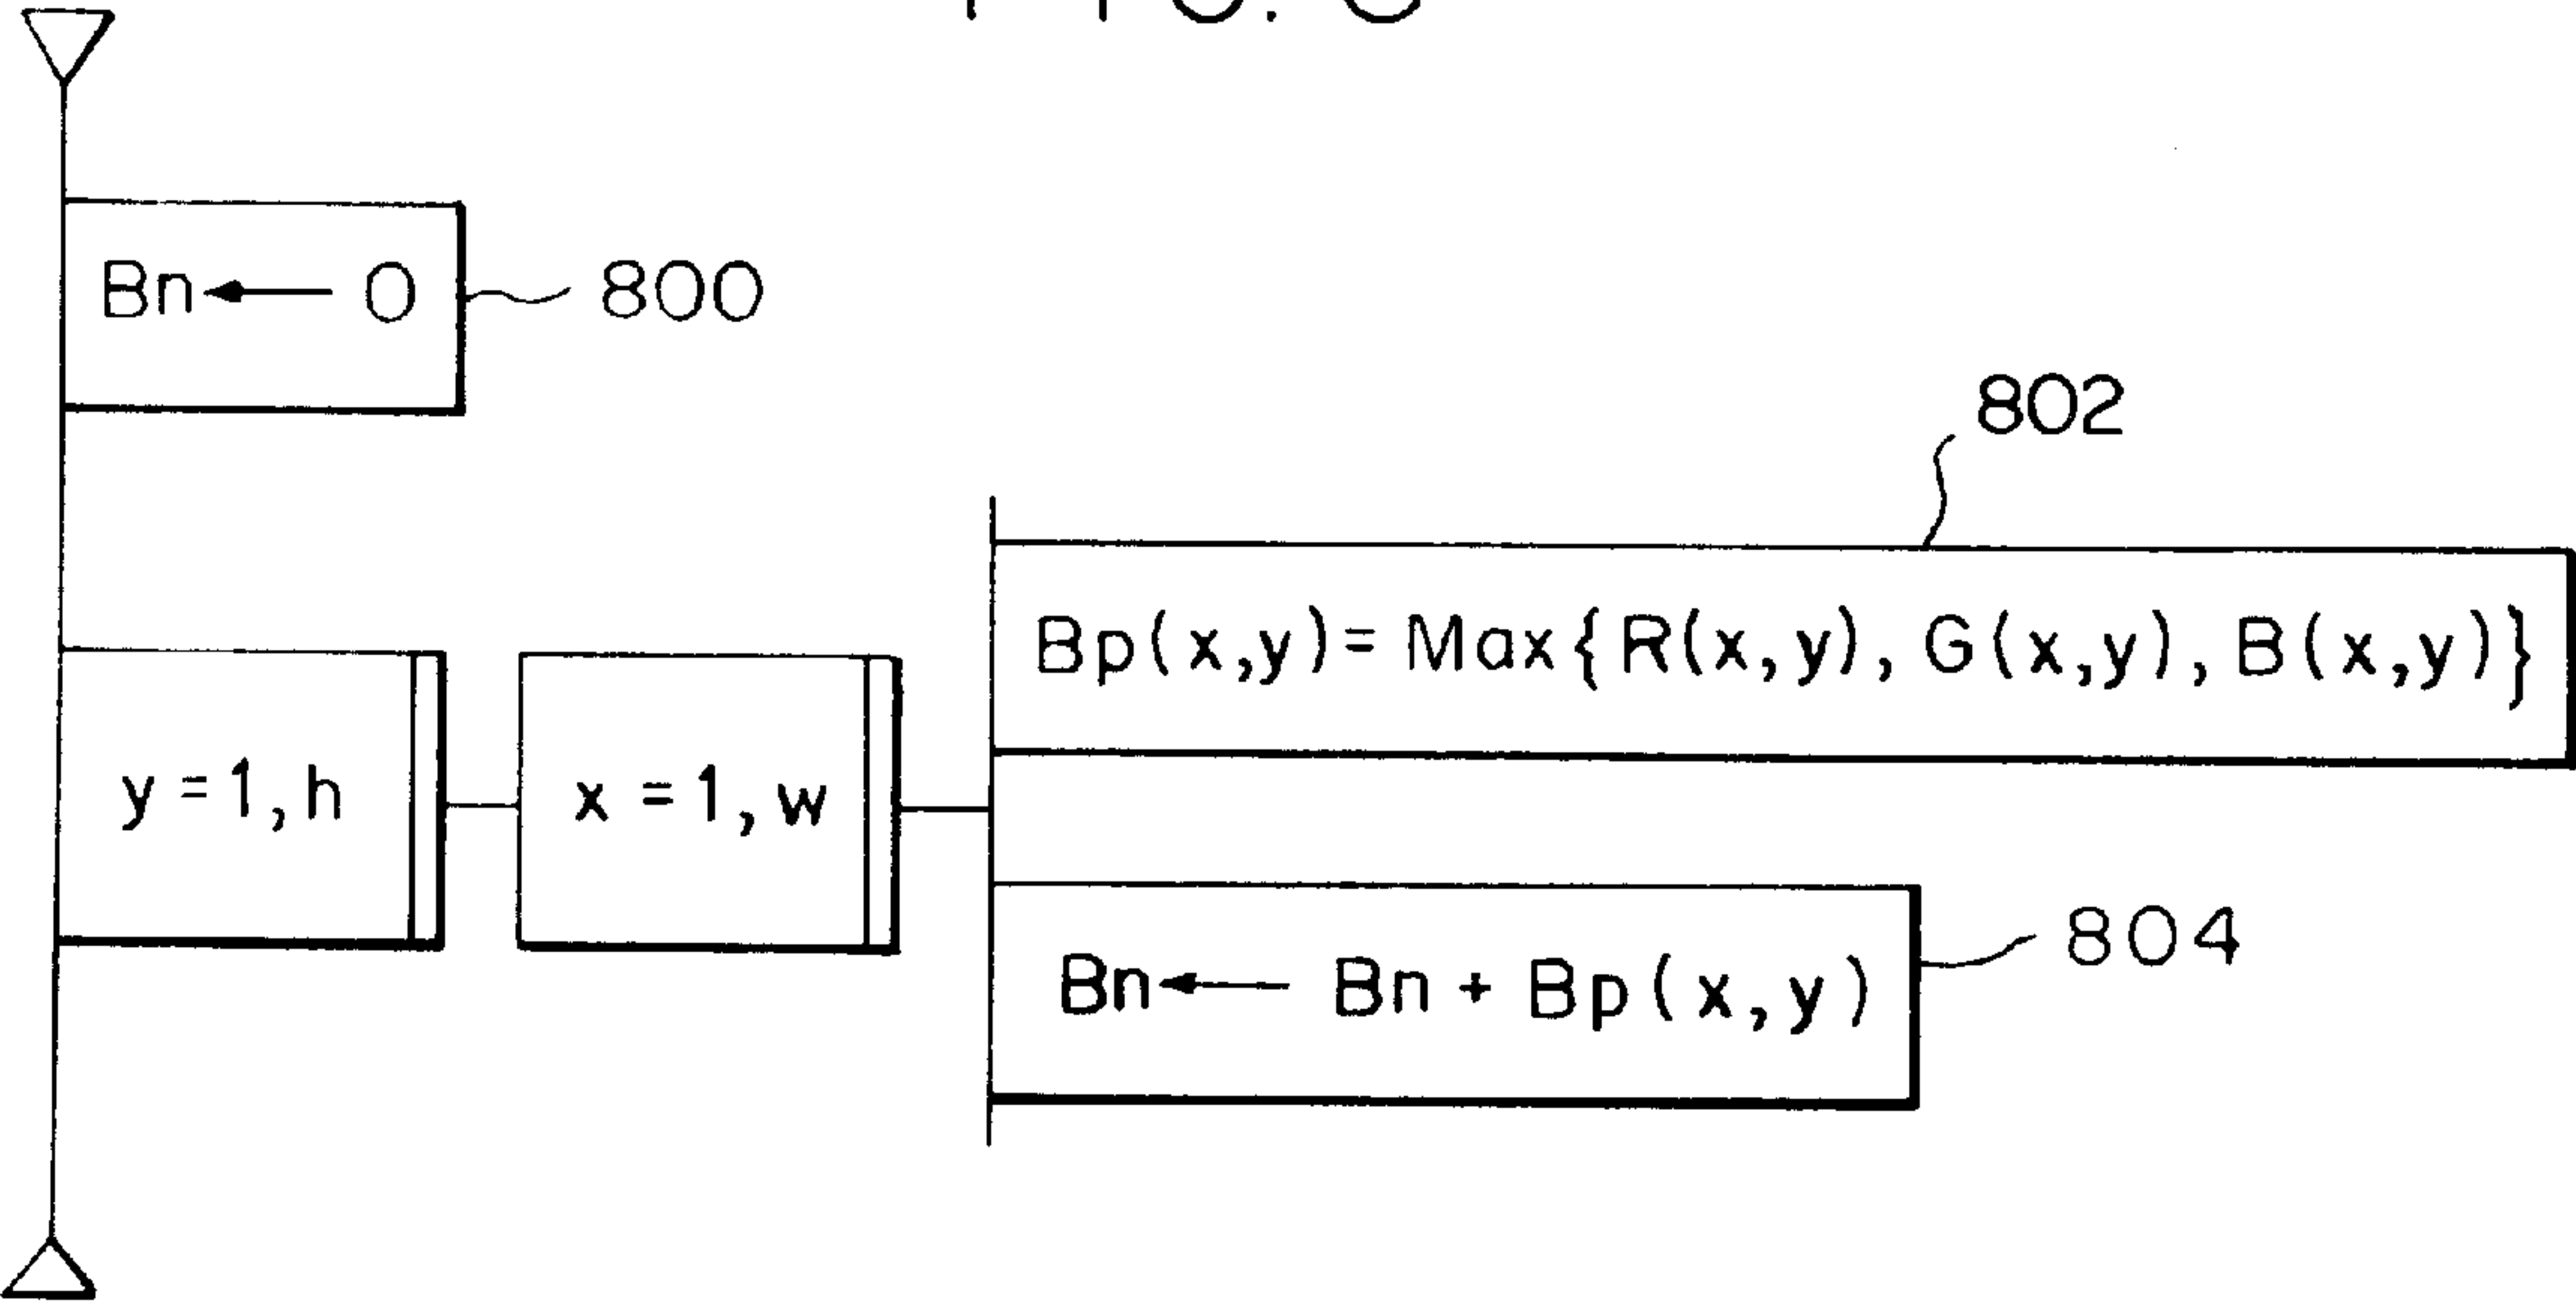 Bn ← 0
800
802
Bp(x,y)= Max{R(x,y), G(x,y), B(x,y)}
y=1,h
x=1,w
Bn ← Bn + Bp(x,y)
804